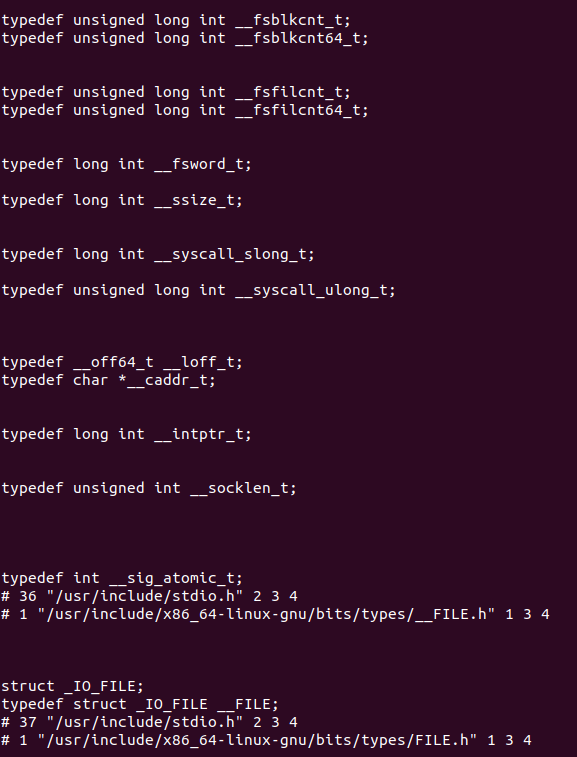 typedef unsigned long int __fsblkcnt_t;
typedef unsigned long int __fsblkcnt64_t;
typedef unsigned long int __fsfilcnt_t;
typedef unsigned long int __fsfilcnt64_t;
typedef long int __fsword_t;
typedef long int __ssize_t;
typedef long int __syscall_slong_t;
typedef unsigned long int __syscall_ulong_t;
typedef __off64_t __loff_t;
typedef char *__caddr_t;
typedef long int __intptr_t;
typedef unsigned int __socklen_t;
typedef int __sig_atomic_t;
# 36 "/usr/include/stdio.h" 2 3 4
# 1 "/usr/include/x86_64-linux-gnu/bits/types/__FILE.h" 1 3 4
struct _IO_FILE;
typedef struct _IO_FILE __FILE;
# 37 "/usr/include/stdio.h" 2 3 4
# 1 "/usr/include/x86_64-linux-gnu/bits/types/FILE.h" 1 3 4